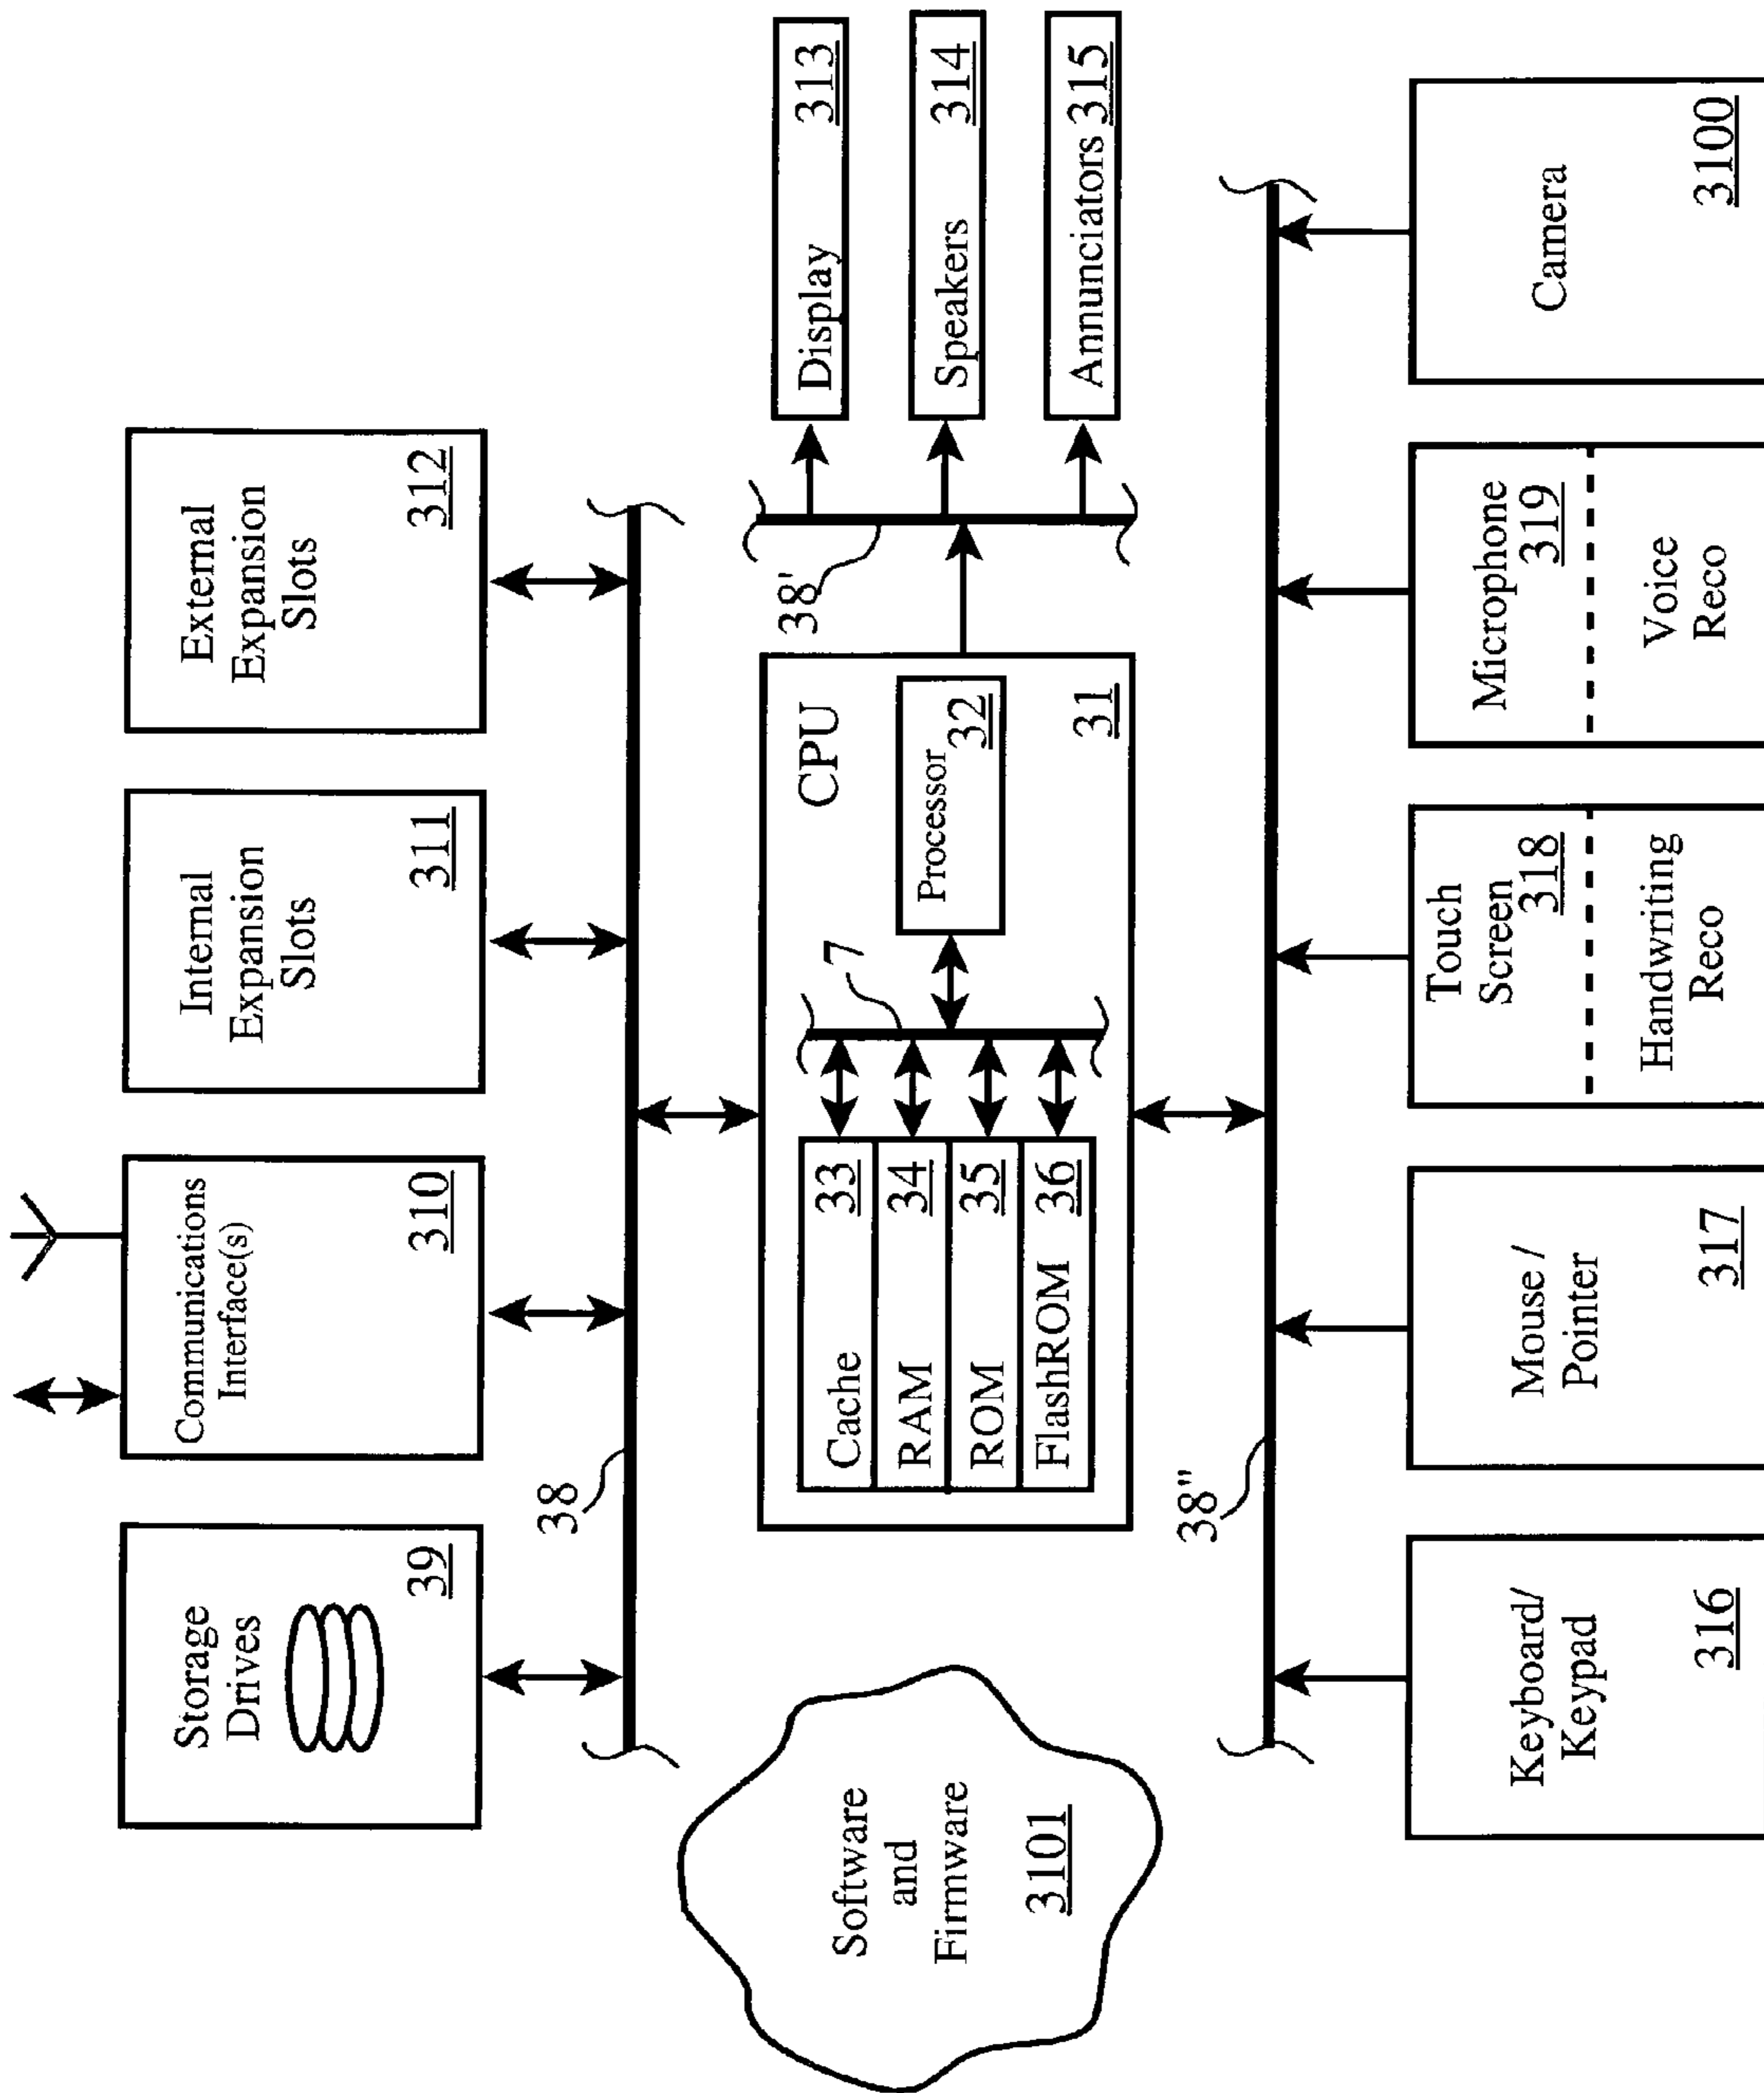 Storage
Drives
39
Communications
Interface(s)
310
Internal
Expansion
Slots
311
External
Expansion
Slots
312
38
Software
and
Firmware
3101
CPU
Cache 33
RAM 34
ROM 35
FlashROM 36
7
Processor
32
31
38'
Display 313
Speakers 314
Annunciators 315
38"
Keyboard/
Keypad
316
Mouse /
Pointer
317
Touch
Screen
318
Handwriting
Reco
Microphone
319
Voice
Reco
Camera
3100